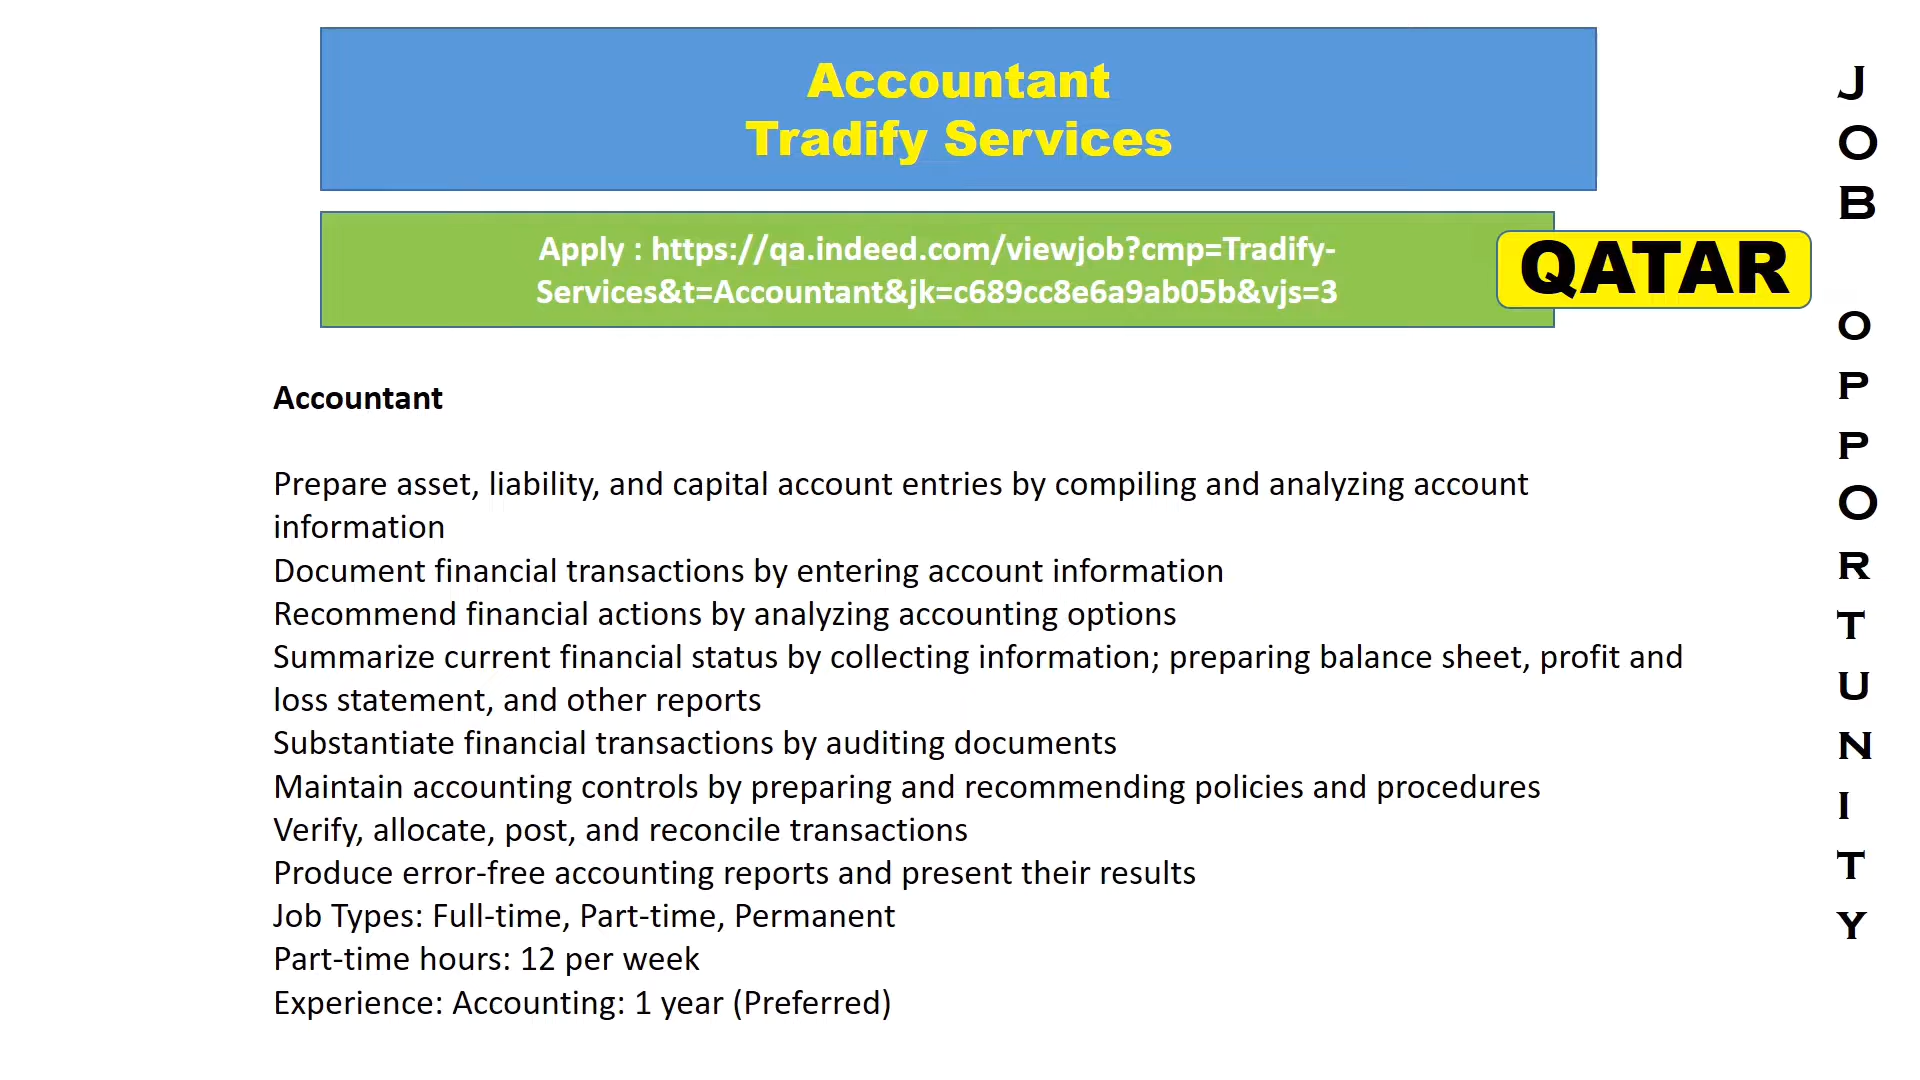 Accountant
Tradify Services
Apply : https://qa.indeed.com/viewjob?cmp=Tradify-
Services&t=Accountant&jk=c689cc8e6a9ab05b&vjs=3
QATAR
JOB OPPORTUNITY
Accountant
Prepare asset, liability, and capital account entries by compiling and analyzing account
information
Document financial transactions by entering account information
Recommend financial actions by analyzing accounting options
Summarize current financial status by collecting information; preparing balance sheet, profit and
loss statement, and other reports
Substantiate financial transactions by auditing documents
Maintain accounting controls by preparing and recommending policies and procedures
Verify, allocate, post, and reconcile transactions
Produce error-free accounting reports and present their results
Job Types: Full-time, Part-time, Permanent
Part-time hours: 12 per week
Experience: Accounting: 1 year (Preferred)